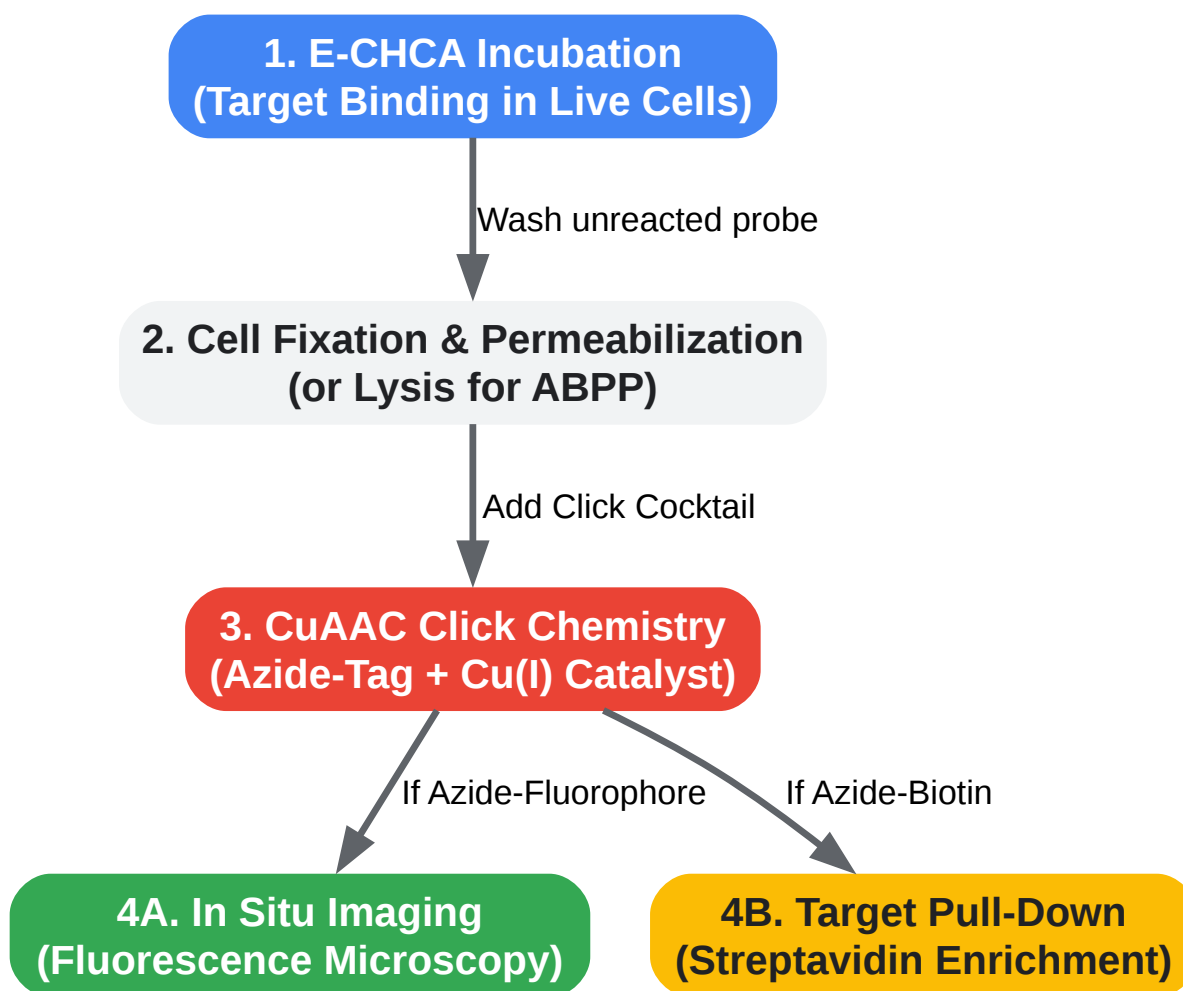 1. E-CHCA Incubation
(Target Binding in Live Cells)
Wash unreacted probe
2. Cell Fixation & Permeabilization
(or Lysis for ABPP)
Add Click Cocktail
3. CuAAC Click Chemistry
(Azide-Tag + Cu(I) Catalyst)
If Azide-Fluorophore
If Azide-Biotin
4A. In Situ Imaging
(Fluorescence Microscopy)
4B. Target Pull-Down
(Streptavidin Enrichment)